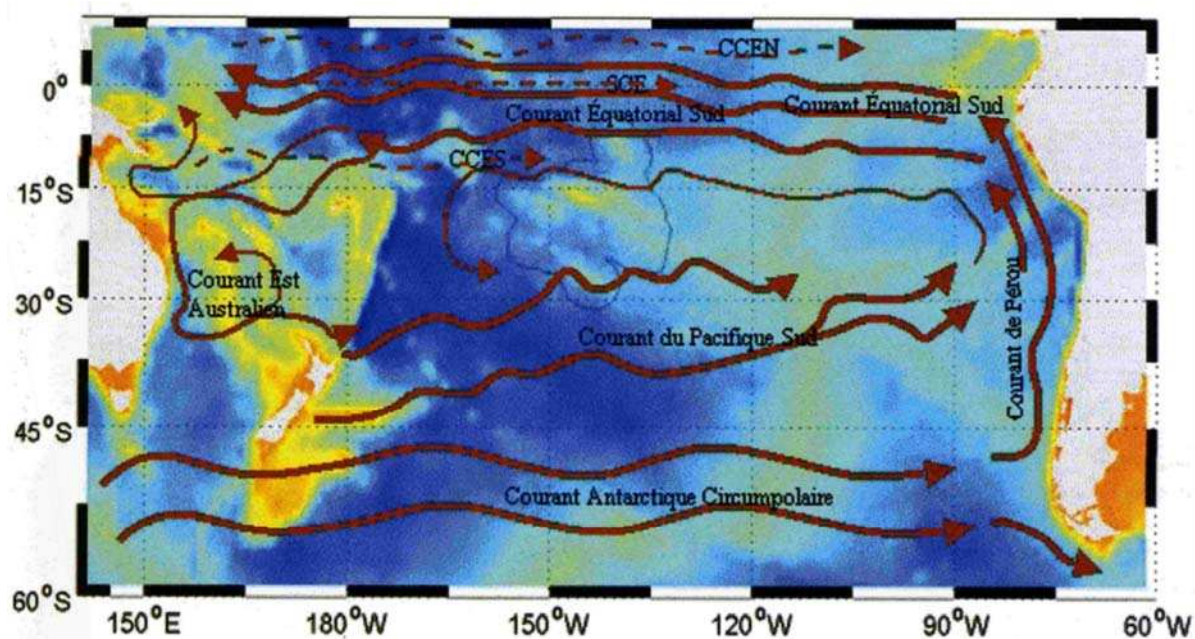 CCEN
0°
SCE
Courant Équatorial Sud
Courant Équatorial Sud
CCES
15°S
Courant Est
Australien
30°S
Courant du Pacifique Sud
Courant de Pérou
45°S
Courant Antarctique Circumpolaire
60°S
150°E
180°W
150°W
120°W
90°W
60°W